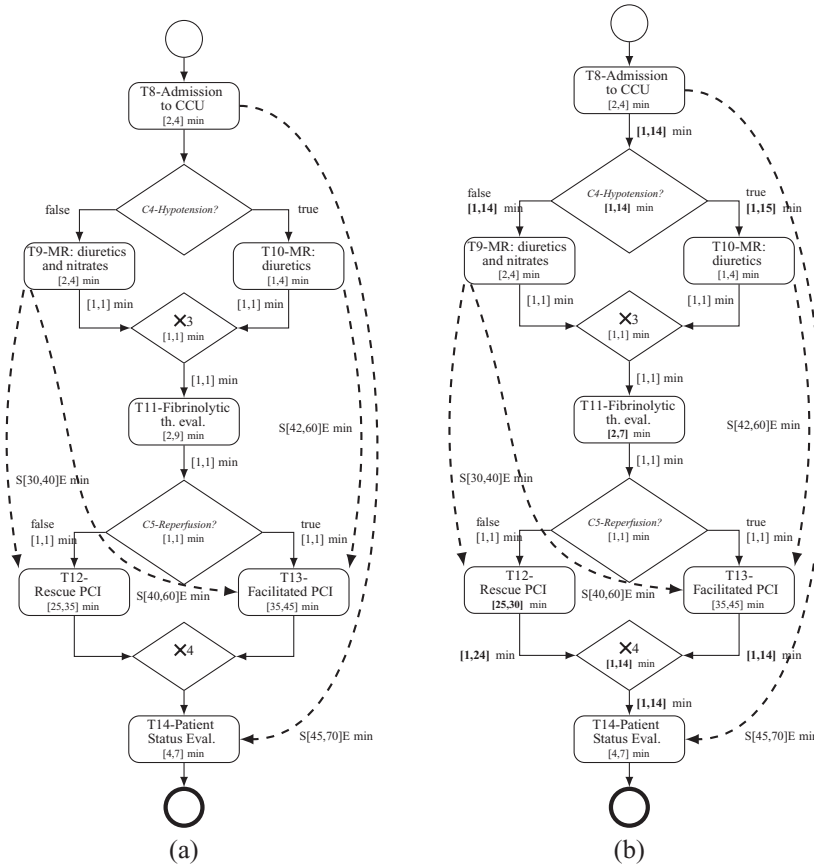 T8-Admission
to CCU
[2,4] min
C4-Hypotension?
false
true
T9-MR: diuretics
and nitrates
[2,4] min
T10-MR:
diuretics
[1,4] min
[1,1] min
[1,1] min
✕3
[1,1] min
[1,1] min
T11-Fibrinolytic
th. eval.
[2,9] min
S[42,60]E min
[1,1] min
S[30,40]E min
C5-Reperfusion?
[1,1] min
false
[1,1] min
true
[1,1] min
T12-
Rescue PCI
[25,35] min
S[40,60]E min
T13-
Facilitated PCI
[35,45] min
✕4
T14-Patient
Status Eval.
[4,7] min
S[45,70]E min
(a)
T8-Admission
to CCU
[2,4] min
[1,14] min
C4-Hypotension?
[1,14] min
false
[1,14] min
true
[1,15] min
T9-MR: diuretics
and nitrates
[2,4] min
T10-MR:
diuretics
[1,4] min
[1,1] min
[1,1] min
✕3
[1,1] min
[1,1] min
T11-Fibrinolytic
th. eval.
[2,7] min
S[42,60]E min
[1,1] min
S[30,40]E min
C5-Reperfusion?
[1,1] min
false
[1,1] min
true
[1,1] min
T12-
Rescue PCI
[25,30] min
S[40,60]E min
T13-
Facilitated PCI
[35,45] min
[1,24] min
✕4
[1,14] min
[1,14] min
[1,14] min
T14-Patient
Status Eval.
[4,7] min
S[45,70]E min
(b)